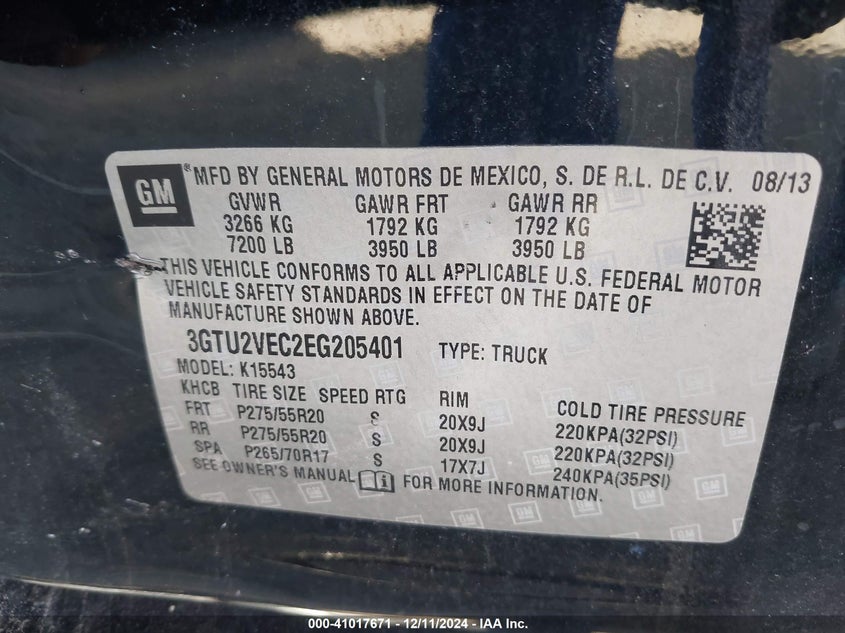 GM ® MFD BY GENERAL MOTORS DE MEXICO, S. DE R.L. DE C.V. 08/13
GVWR GAWR FRT GAWR RR
3266 KG 1792 KG 1792 KG
7200 LB 3950 LB 3950 LB
THIS VEHICLE CONFORMS TO ALL APPLICABLE U.S. FEDERAL MOTOR
VEHICLE SAFETY STANDARDS IN EFFECT ON THE DATE OF
MANUFACTURE SHOWN ABOVE.
3GTU2VEC2EG205401 TYPE: TRUCK
MODEL: K15543
KHCB TIRE SIZE SPEED RTG RIM COLD TIRE PRESSURE
FRT P275/55R20 S 20X9J 220KPA(32PSI)
RR P275/55R20 S 20X9J 220KPA(32PSI)
SPA P265/70R17 S 17X7J 240KPA(35PSI)
SEE OWNER'S MANUAL FOR MORE INFORMATION.
000-41017671 - 12/11/2024 - IAA Inc.